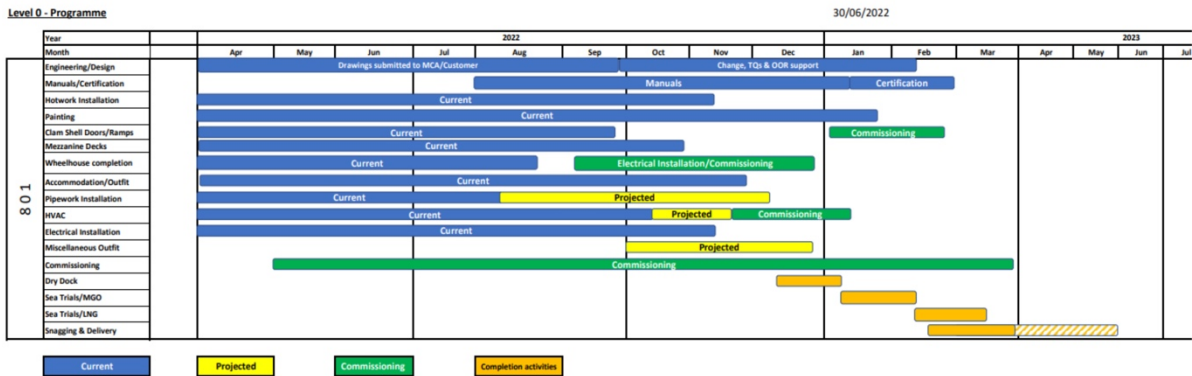 Level 0 - Programme
30/06/2022
Year 2022 2023
Month Apr May Jun Jul Aug Sep Oct Nov Dec Jan Feb Mar Apr May Jun Jul
801
Engineering/Design Drawings submitted to MCA/Customer Change, TQs & OOR support
Manuals/Certification Manuals Certification
Hotwork Installation Current
Painting Current
Clam Shell Doors/Ramps Current Commissioning
Mezzanine Decks Current
Wheelhouse completion Current Electrical Installation/Commissioning
Accommodation/Outfit Current
Pipework Installation Current Projected
HVAC Current Projected Commissioning
Electrical Installation Current
Miscellaneous Outfit Projected
Commissioning Commissioning
Dry Dock
Sea Trials/MGO
Sea Trials/LNG
Snagging & Delivery
Current Projected Commissioning Completion activities